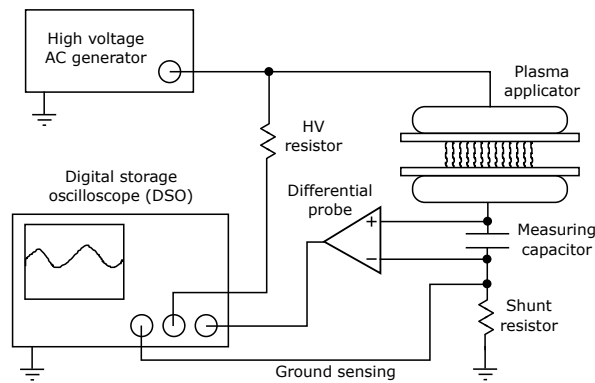 High voltage
AC generator
Plasma
applicator
HV
resistor
Digital storage
oscilloscope (DSO)
Differential
probe
+
−
Measuring
capacitor
Shunt
resistor
Ground sensing